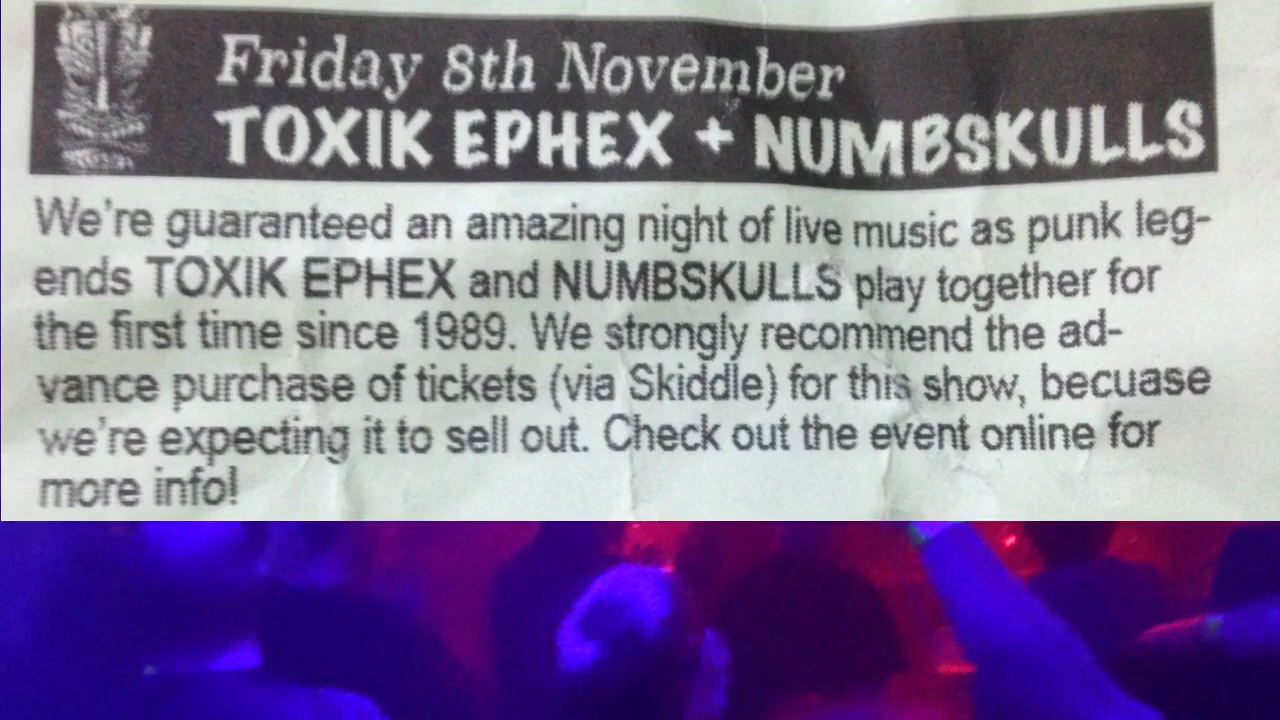 Friday 8th November
TOXIK EPHEX + NUMBSKULLS
We're guaranteed an amazing night of live music as punk leg-
ends TOXIK EPHEX and NUMBSKULLS play together for
the first time since 1989. We strongly recommend the ad-
vance purchase of tickets (via Skiddle) for this show, becuase
we're expecting it to sell out. Check out the event online for
more info!